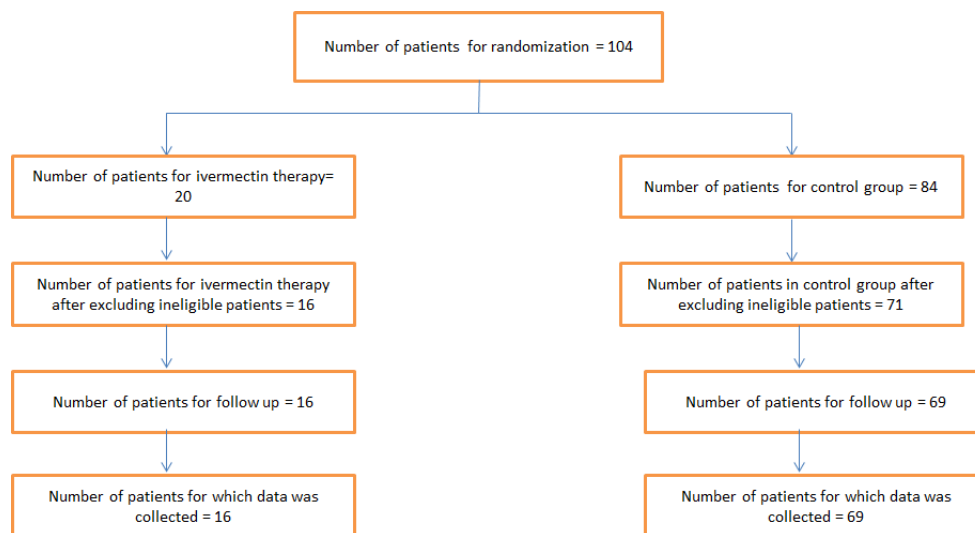 Number of patients for randomization = 104
Number of patients for ivermectin therapy=
20
Number of patients for control group = 84
Number of patients for ivermectin therapy
after excluding ineligible patients = 16
Number of patients in control group after
excluding ineligible patients = 71
Number of patients for follow up = 16
Number of patients for follow up = 69
Number of patients for which data was
collected = 16
Number of patients for which data was
collected = 69